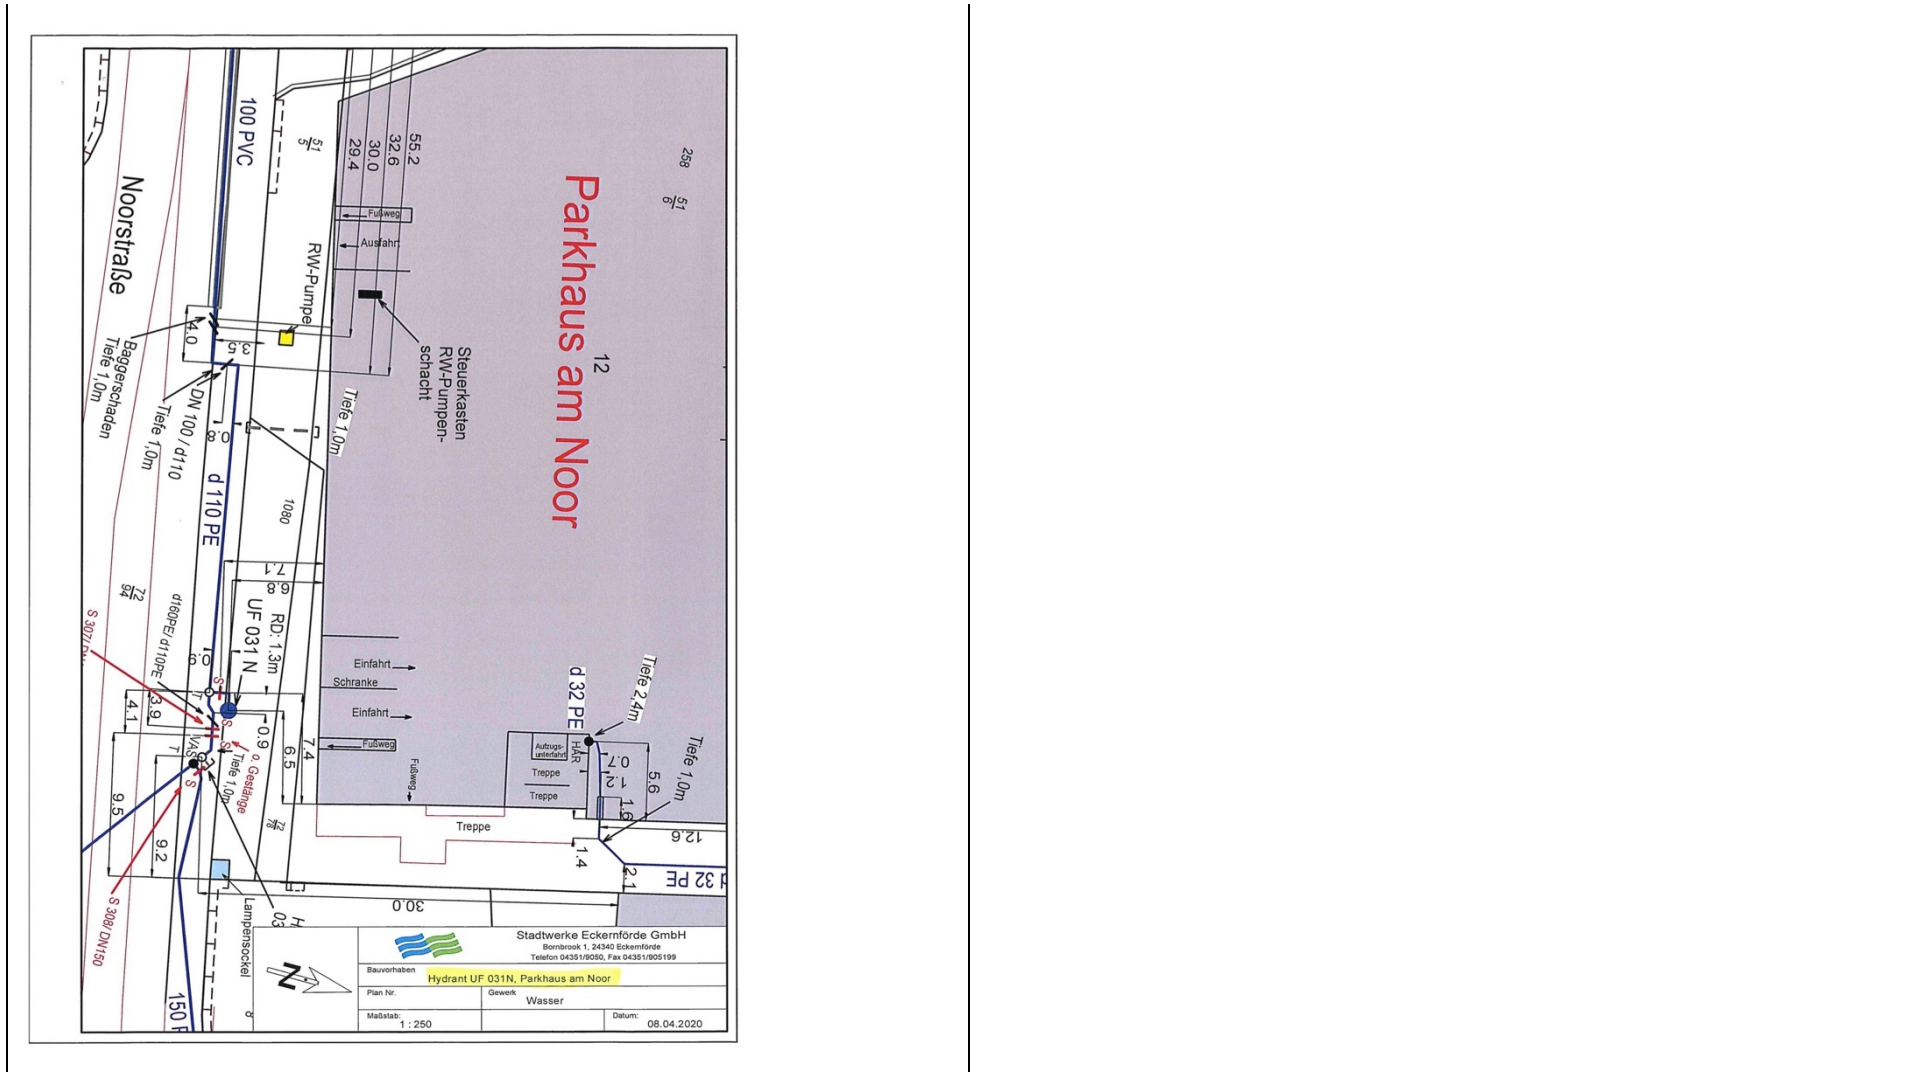 100 PVC
51
5
55.2
32.6
30.0
29.4
258
51
6
Parkhaus am Noor
12
Noorstraße
Fußweg
Ausfahrt
RW-Pumpe
Steuerkasten
RW-Pumpen-
schacht
4.0
3.5
Baggerschaden
Tiefe 1,0m
DN 100 / d110
Tiefe 1,0m
Tiefe 1,0m
0.8
d 110 PE
1080
7.1
6.8
RD: 1.3m
UF 031 N
72
94
d160PE/ d110PE
S 307/ DN
0.9
S
T
4.1
3.9
S
S
0.9
6.5
7.4
o. Gestänge
Tiefe 1,0m
VAS
T
S
9.5
9.2
72
78
Einfahrt
Schranke
Einfahrt
Fußweg
Fußweg
d 32 PE
Tiefe 2,4m
HAR
Aufzugs-
unterfahrt
Treppe
Treppe
0.7
1.2
5.6
1.6
Tiefe 1,0m
12.6
Treppe
1.4
2.1
d 32 PE
30.0
S 308/ DN150
Lampensockel
H
03
150 P
N
Stadtwerke Eckernförde GmbH
Bornbrook 1, 24340 Eckernförde
Telefon 04351/9050, Fax 04351/905199
Bauvorhaben
Hydrant UF 031N, Parkhaus am Noor
Plan Nr.
Gewerk
Wasser
Maßstab:
1 : 250
Datum:
08.04.2020